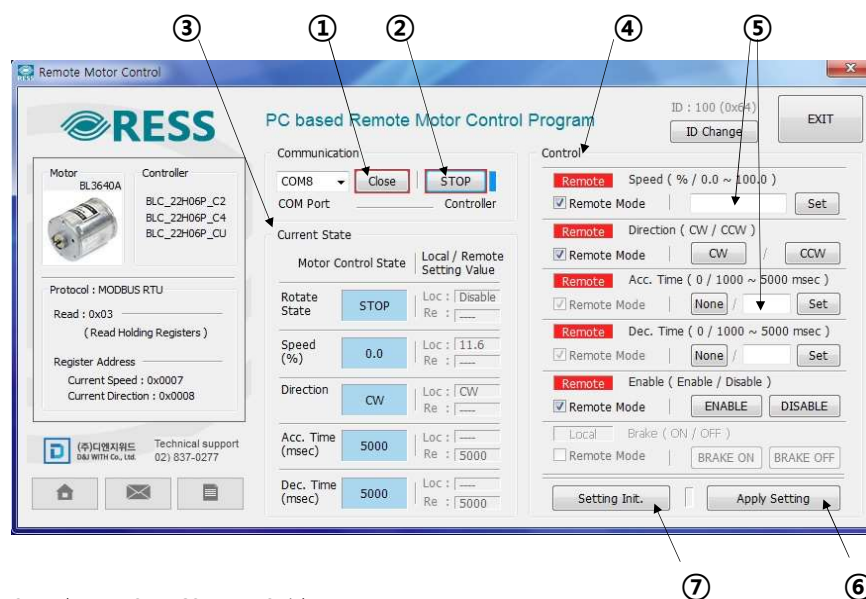 ③ ① ② ④ ⑤
Remote Motor Control
RESS
PC based Remote Motor Control Program
ID : 100 (0x64)
ID Change
EXIT
Motor
BL3640A
Controller
BLC_22H06P_C2
BLC_22H06P_C4
BLC_22H06P_CU
Protocol : MODBUS RTU
Read : 0x03
( Read Holding Registers )
Register Address
Current Speed : 0x0007
Current Direction : 0x0008
(주)디앤지위드
D&J WITH Co., Ltd.
Technical support
02) 837-0277
Communication
COM8 Close STOP
COM Port Controller
Current State
Motor Control State
Local / Remote
Setting Value
Rotate
State
STOP
Loc : Disable
Re : ----
Speed
(%)
0.0
Loc : 11.6
Re : ----
Direction
CW
Loc : CW
Re : ----
Acc. Time
(msec)
5000
Loc : ----
Re : 5000
Dec. Time
(msec)
5000
Loc : ----
Re : 5000
Control
Remote Speed ( % / 0.0 ~ 100.0 )
Remote Mode Set
Remote Direction ( CW / CCW )
Remote Mode CW / CCW
Remote Acc. Time ( 0 / 1000 ~ 5000 msec )
Remote Mode None / Set
Remote Dec. Time ( 0 / 1000 ~ 5000 msec )
Remote Mode None / Set
Remote Enable ( Enable / Disable )
Remote Mode ENABLE DISABLE
Local Brake ( ON / OFF )
Remote Mode BRAKE ON BRAKE OFF
Setting Init. Apply Setting
⑦ ⑥